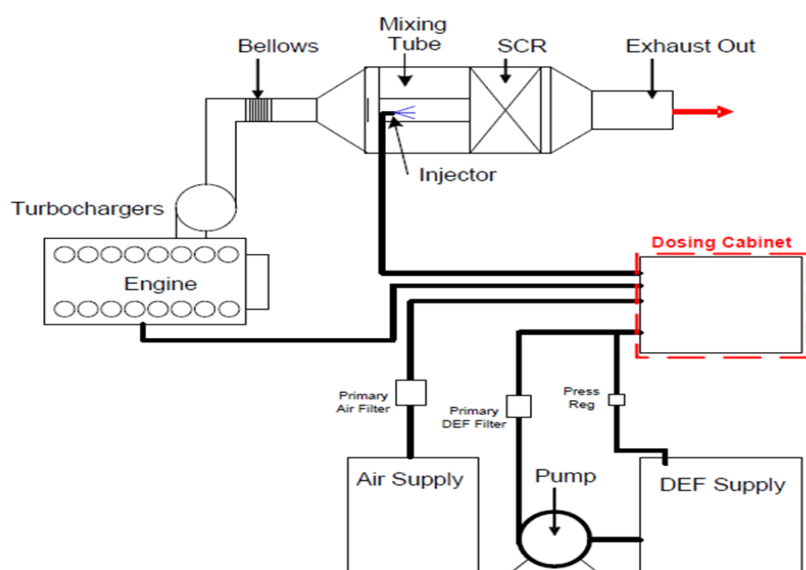 Mixing
Tube
Bellows
SCR
Exhaust Out
Injector
Turbochargers
Dosing Cabinet
Engine
Primary
Air Filter
Primary
DEF Filter
Press
Reg
Air Supply
Pump
DEF Supply